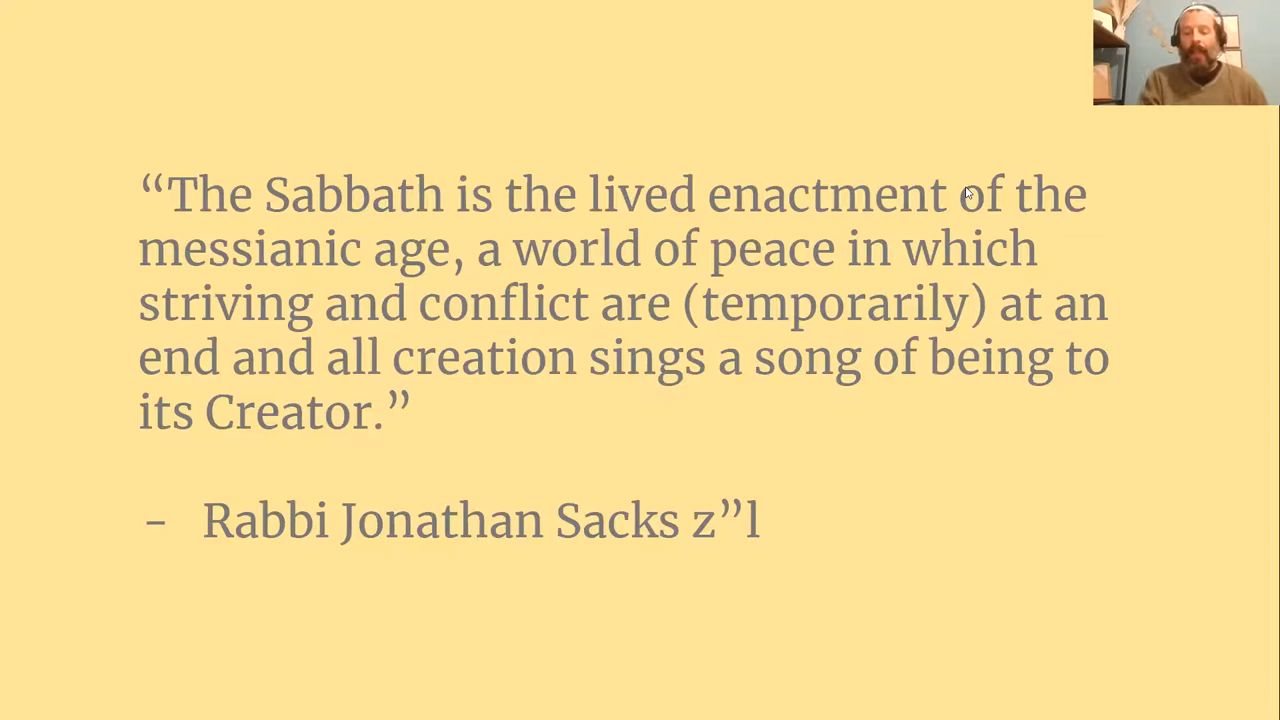 “The Sabbath is the lived enactment of the
messianic age, a world of peace in which
striving and conflict are (temporarily) at an
end and all creation sings a song of being to
its Creator.”
- Rabbi Jonathan Sacks z”l